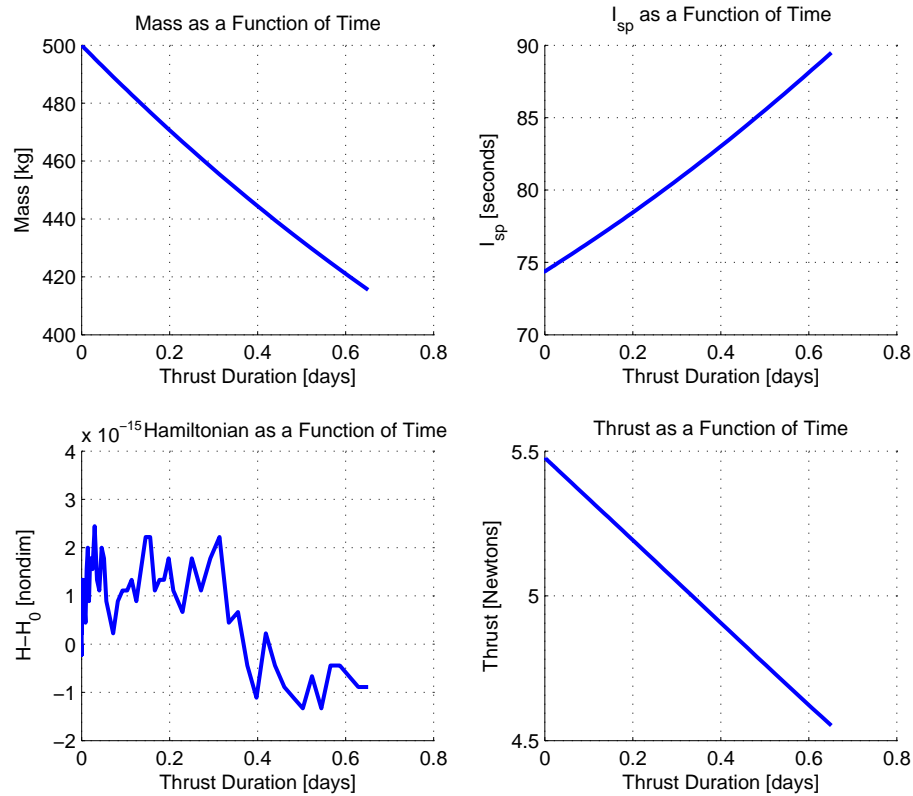 Mass as a Function of Time
500
480
460
440
420
400
Mass [kg]
0 0.2 0.4 0.6 0.8
Thrust Duration [days]
I_sp as a Function of Time
90
85
80
75
70
I_sp [seconds]
0 0.2 0.4 0.6 0.8
Thrust Duration [days]
x 10^−15 Hamiltonian as a Function of Time
4
3
2
1
0
−1
−2
H−H_0 [nondim]
0 0.2 0.4 0.6 0.8
Thrust Duration [days]
Thrust as a Function of Time
5.5
5
4.5
Thrust [Newtons]
0 0.2 0.4 0.6 0.8
Thrust Duration [days]